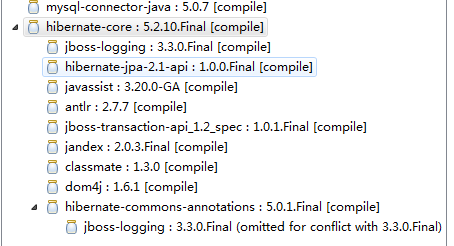 mysql-connector-java : 5.0.7 [compile]
hibernate-core : 5.2.10.Final [compile]
jboss-logging : 3.3.0.Final [compile]
hibernate-jpa-2.1-api : 1.0.0.Final [compile]
javassist : 3.20.0-GA [compile]
antlr : 2.7.7 [compile]
jboss-transaction-api_1.2_spec : 1.0.1.Final [compile]
jandex : 2.0.3.Final [compile]
classmate : 1.3.0 [compile]
dom4j : 1.6.1 [compile]
hibernate-commons-annotations : 5.0.1.Final [compile]
jboss-logging : 3.3.0.Final (omitted for conflict with 3.3.0.Final)